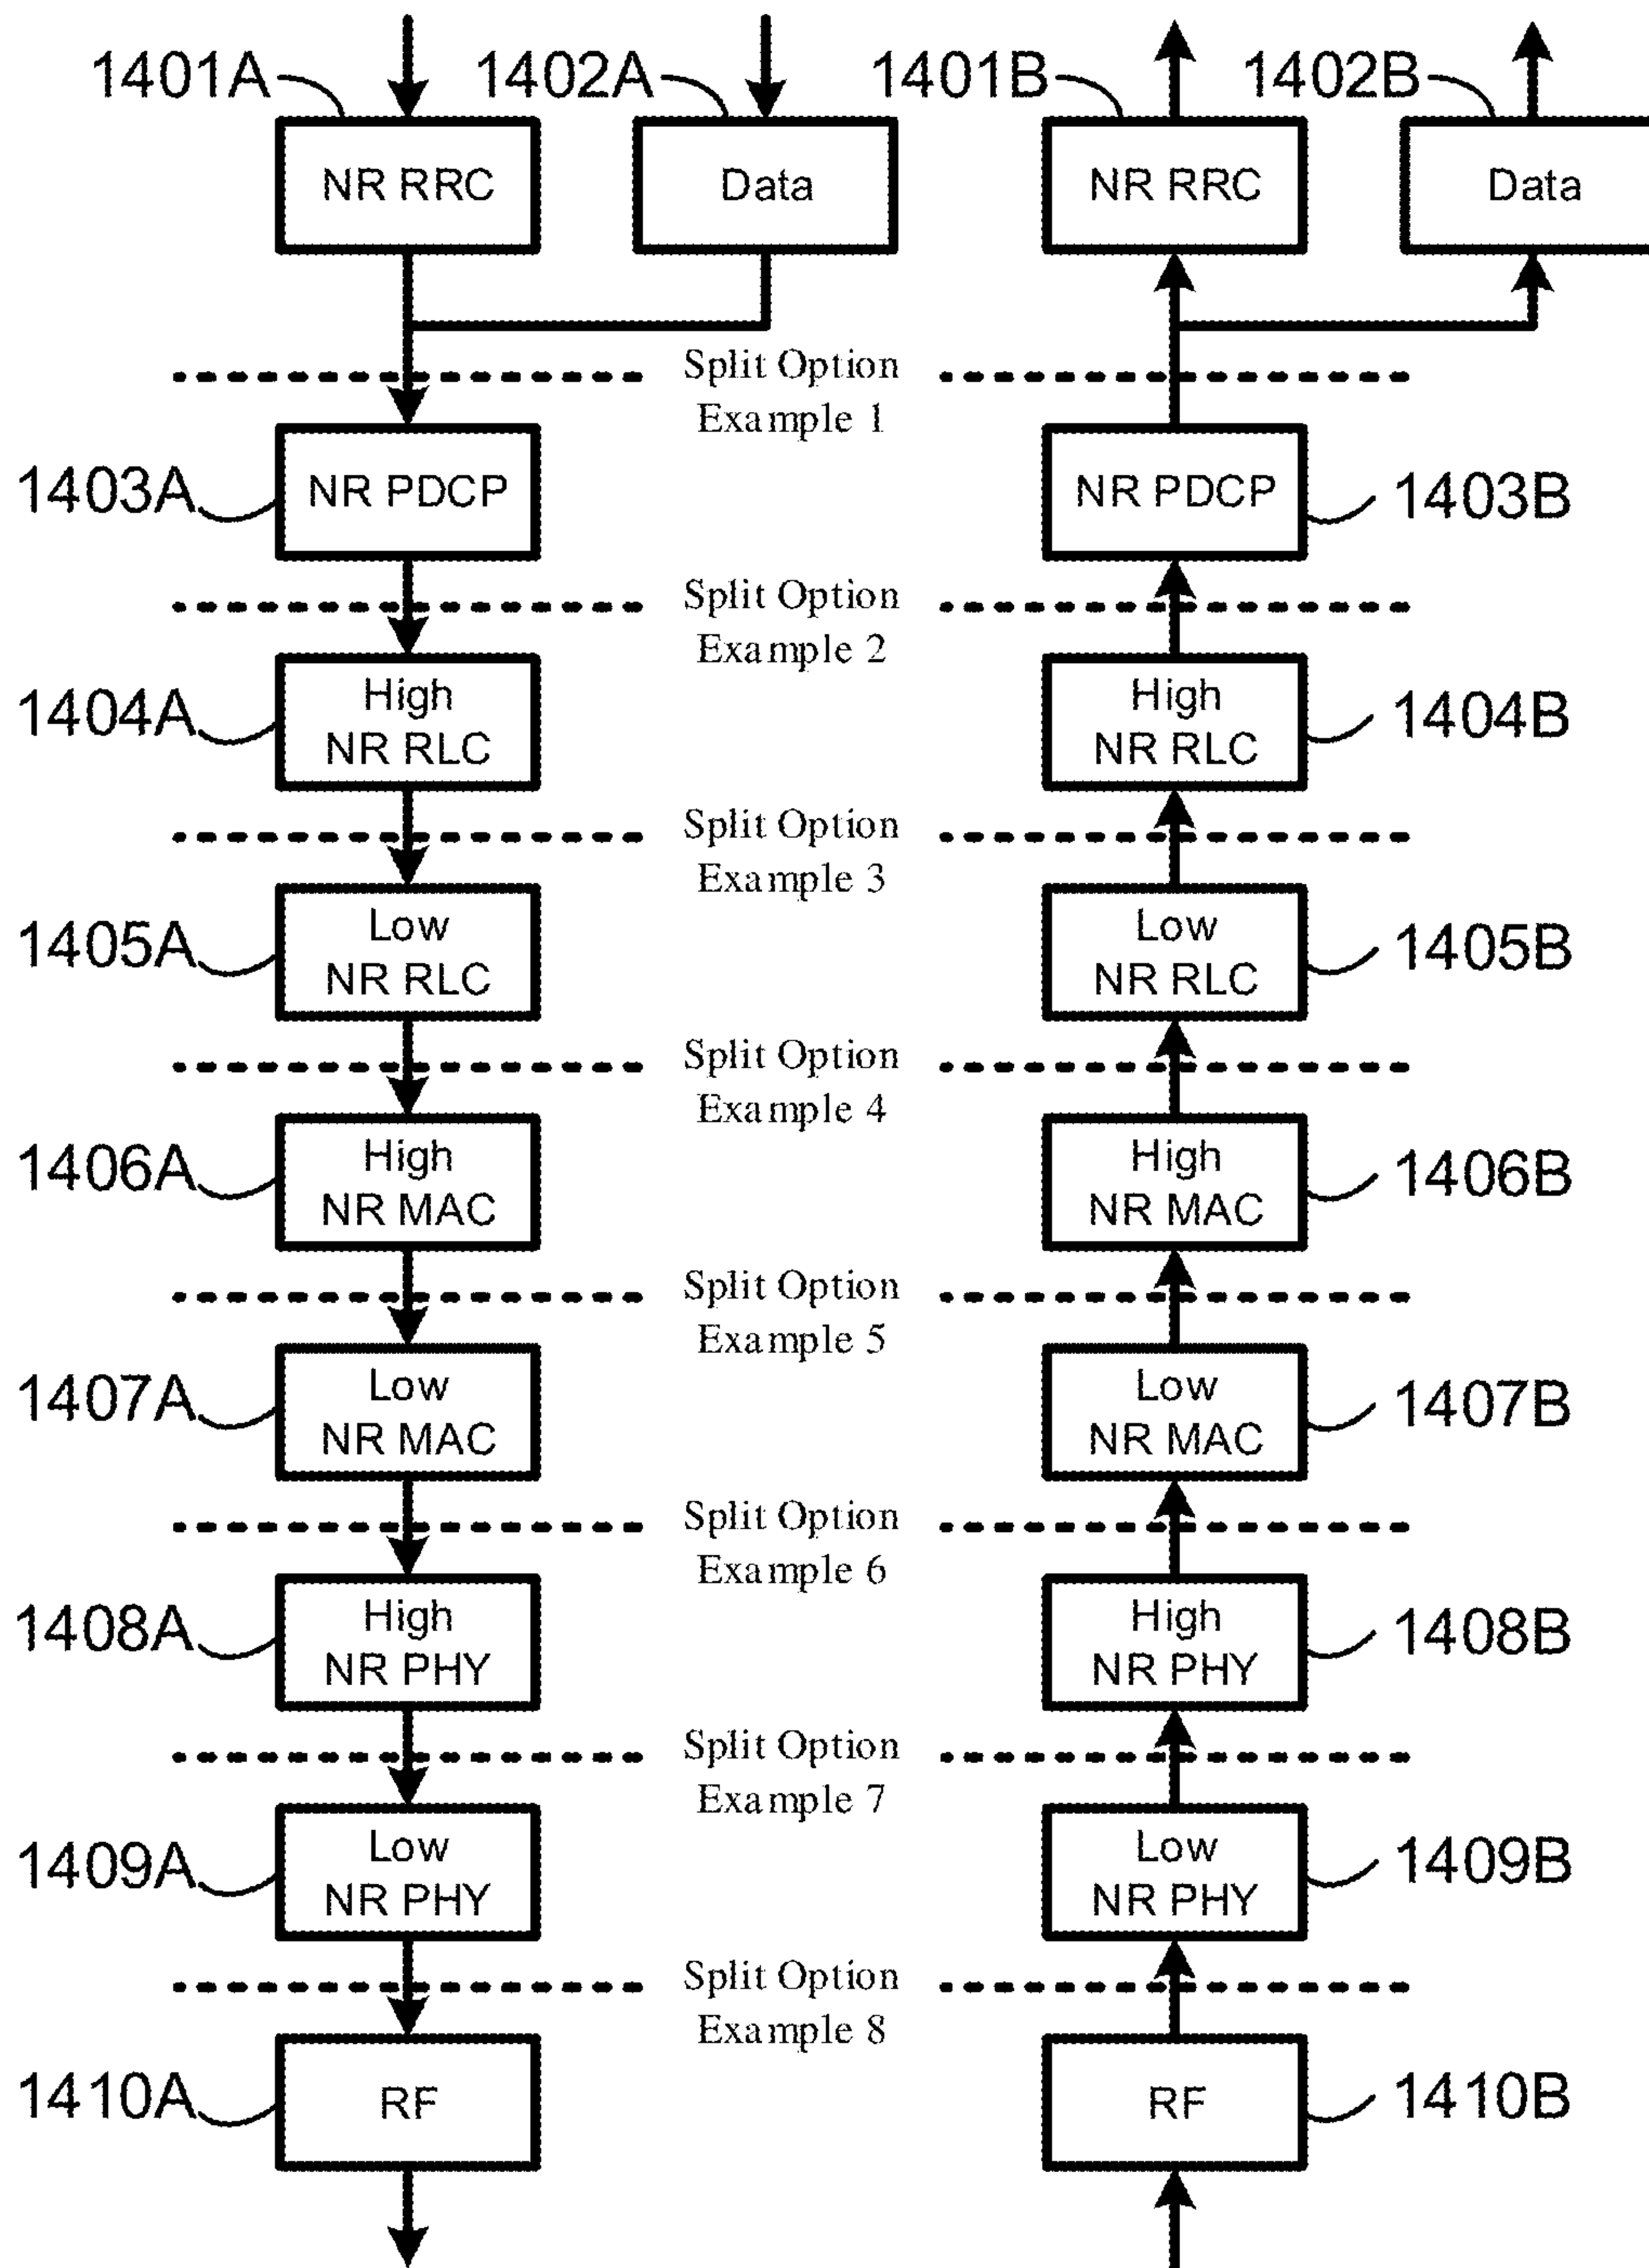 1401A 1402A 1401B 1402B
NR RRC Data NR RRC Data
Split Option
Example 1
1403A NR PDCP NR PDCP 1403B
Split Option
Example 2
1404A High NR RLC High NR RLC 1404B
Split Option
Example 3
1405A Low NR RLC Low NR RLC 1405B
Split Option
Example 4
1406A High NR MAC High NR MAC 1406B
Split Option
Example 5
1407A Low NR MAC Low NR MAC 1407B
Split Option
Example 6
1408A High NR PHY High NR PHY 1408B
Split Option
Example 7
1409A Low NR PHY Low NR PHY 1409B
Split Option
Example 8
1410A RF RF 1410B